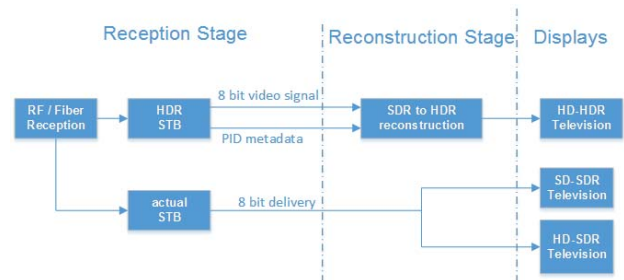 Reception Stage
Reconstruction Stage
Displays
8 bit video signal
RF / Fiber
Reception
HDR
STB
SDR to HDR
reconstruction
HD-HDR
Television
PID metadata
SD-SDR
Television
actual
STB
8 bit delivery
HD-SDR
Television